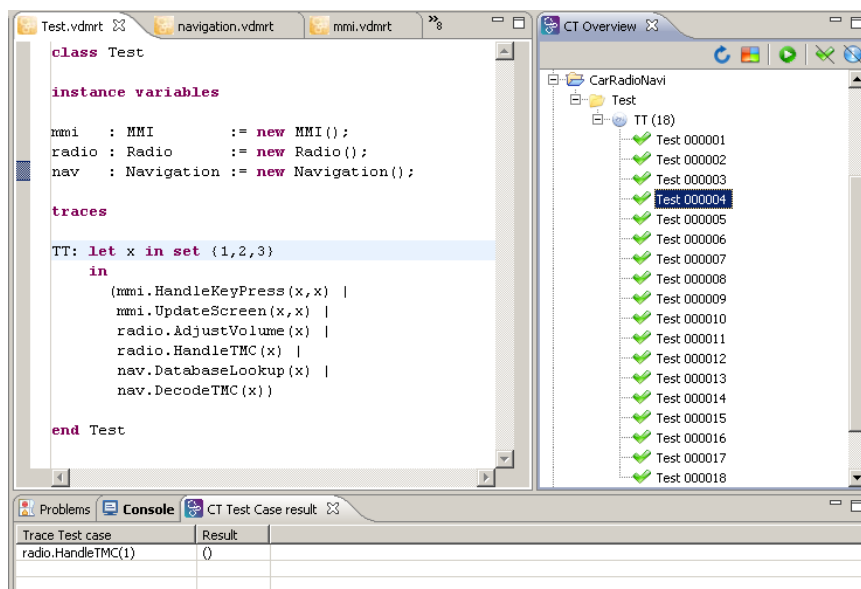 Test.vdmrt navigation.vdmrt mmi.vdmrt »8
class Test
instance variables
mmi : MMI := new MMI();
radio : Radio := new Radio();
nav : Navigation := new Navigation();
traces
TT: let x in set {1,2,3}
in
(mmi.HandleKeyPress(x,x) |
mmi.UpdateScreen(x,x) |
radio.AdjustVolume(x) |
radio.HandleTMC(x) |
nav.DatabaseLookup(x) |
nav.DecodeTMC(x))
end Test
CT Overview
CarRadioNavi
Test
TT (18)
Test 000001
Test 000002
Test 000003
Test 000004
Test 000005
Test 000006
Test 000007
Test 000008
Test 000009
Test 000010
Test 000011
Test 000012
Test 000013
Test 000014
Test 000015
Test 000016
Test 000017
Test 000018
Problems Console CT Test Case result
Trace Test case Result
radio.HandleTMC(1) ()